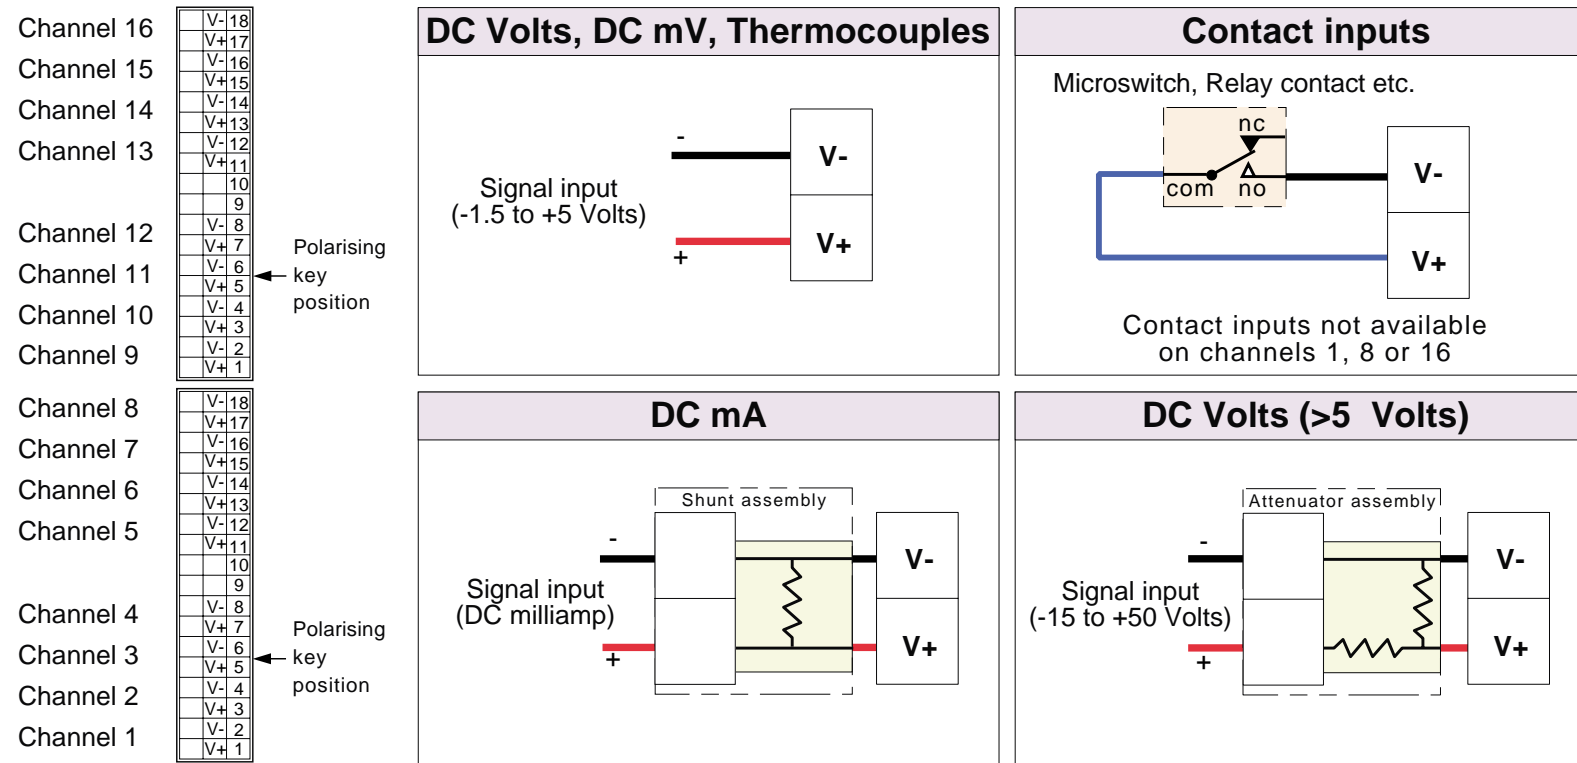 Channel 16
V- 18
V+ 17
Channel 15
V- 16
V+ 15
Channel 14
V- 14
V+ 13
Channel 13
V- 12
V+ 11
10
9
Channel 12
V- 8
V+ 7
Channel 11
V- 6
V+ 5
Channel 10
V- 4
V+ 3
Channel 9
V- 2
V+ 1
Polarising
key
position
Channel 8
V- 18
V+ 17
Channel 7
V- 16
V+ 15
Channel 6
V- 14
V+ 13
Channel 5
V- 12
V+ 11
10
9
Channel 4
V- 8
V+ 7
Channel 3
V- 6
V+ 5
Channel 2
V- 4
V+ 3
Channel 1
V- 2
V+ 1
Polarising
key
position
DC Volts, DC mV, Thermocouples
Signal input
(-1.5 to +5 Volts)
-
+
V-
V+
Contact inputs
Microswitch, Relay contact etc.
nc
com no
V-
V+
Contact inputs not available
on channels 1, 8 or 16
DC mA
Shunt assembly
Signal input
(DC milliamp)
-
+
V-
V+
DC Volts (>5 Volts)
Attenuator assembly
Signal input
(-15 to +50 Volts)
-
+
V-
V+